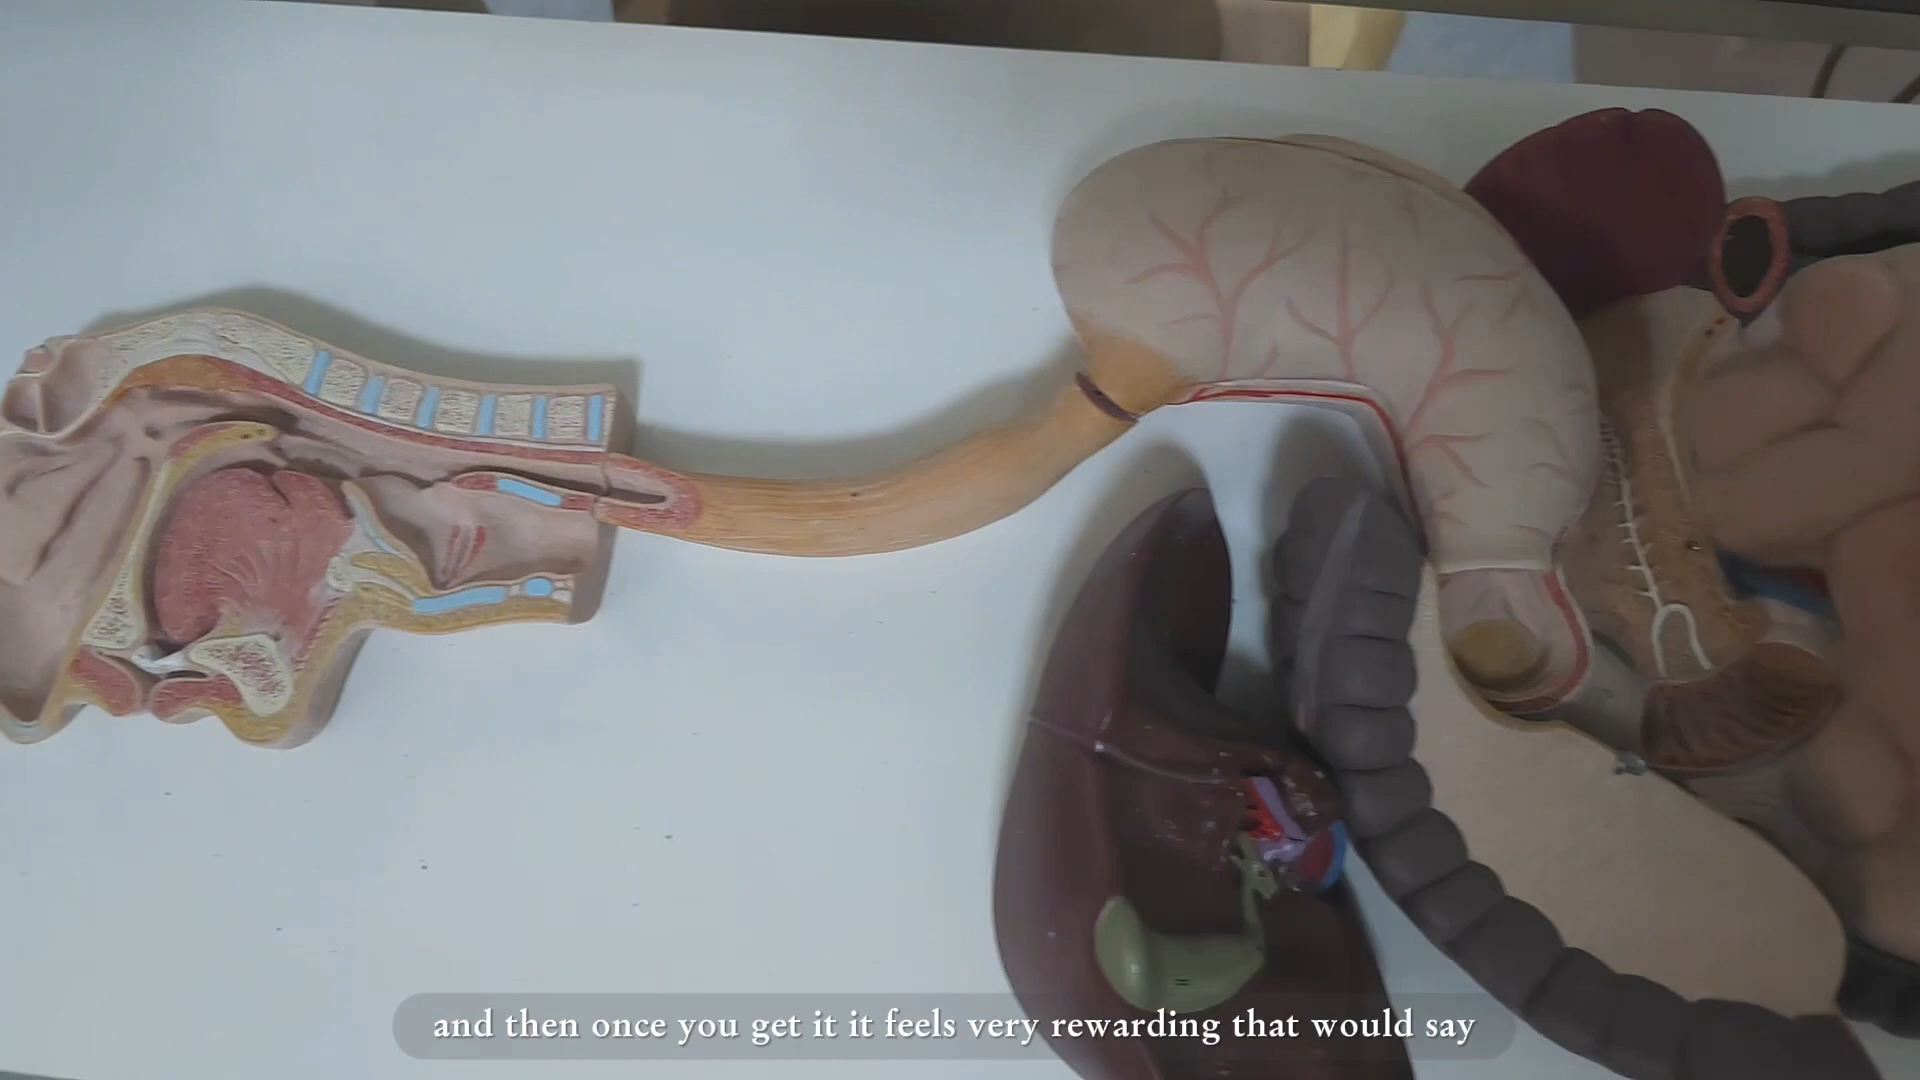 and then once you get it it feels very rewarding that would say